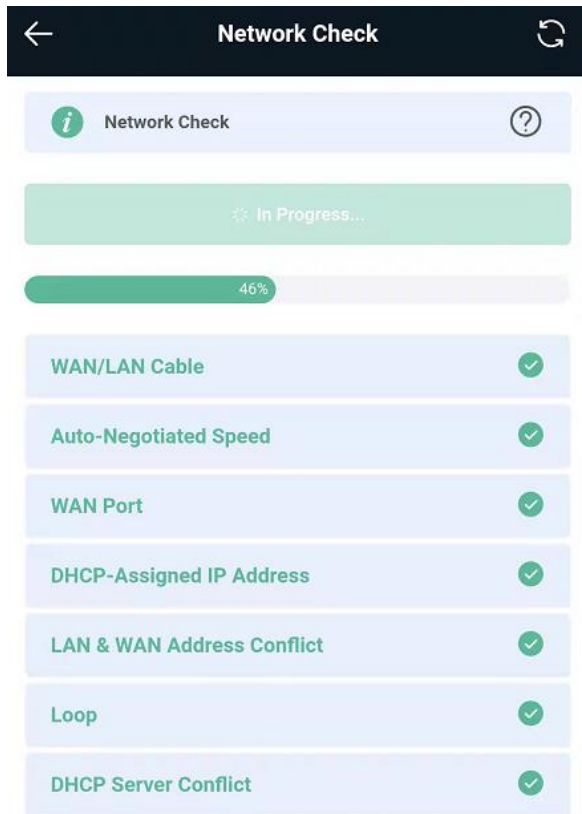 Network Check
Network Check
In Progress...
46%
WAN/LAN Cable
Auto-Negotiated Speed
WAN Port
DHCP-Assigned IP Address
LAN & WAN Address Conflict
Loop
DHCP Server Conflict